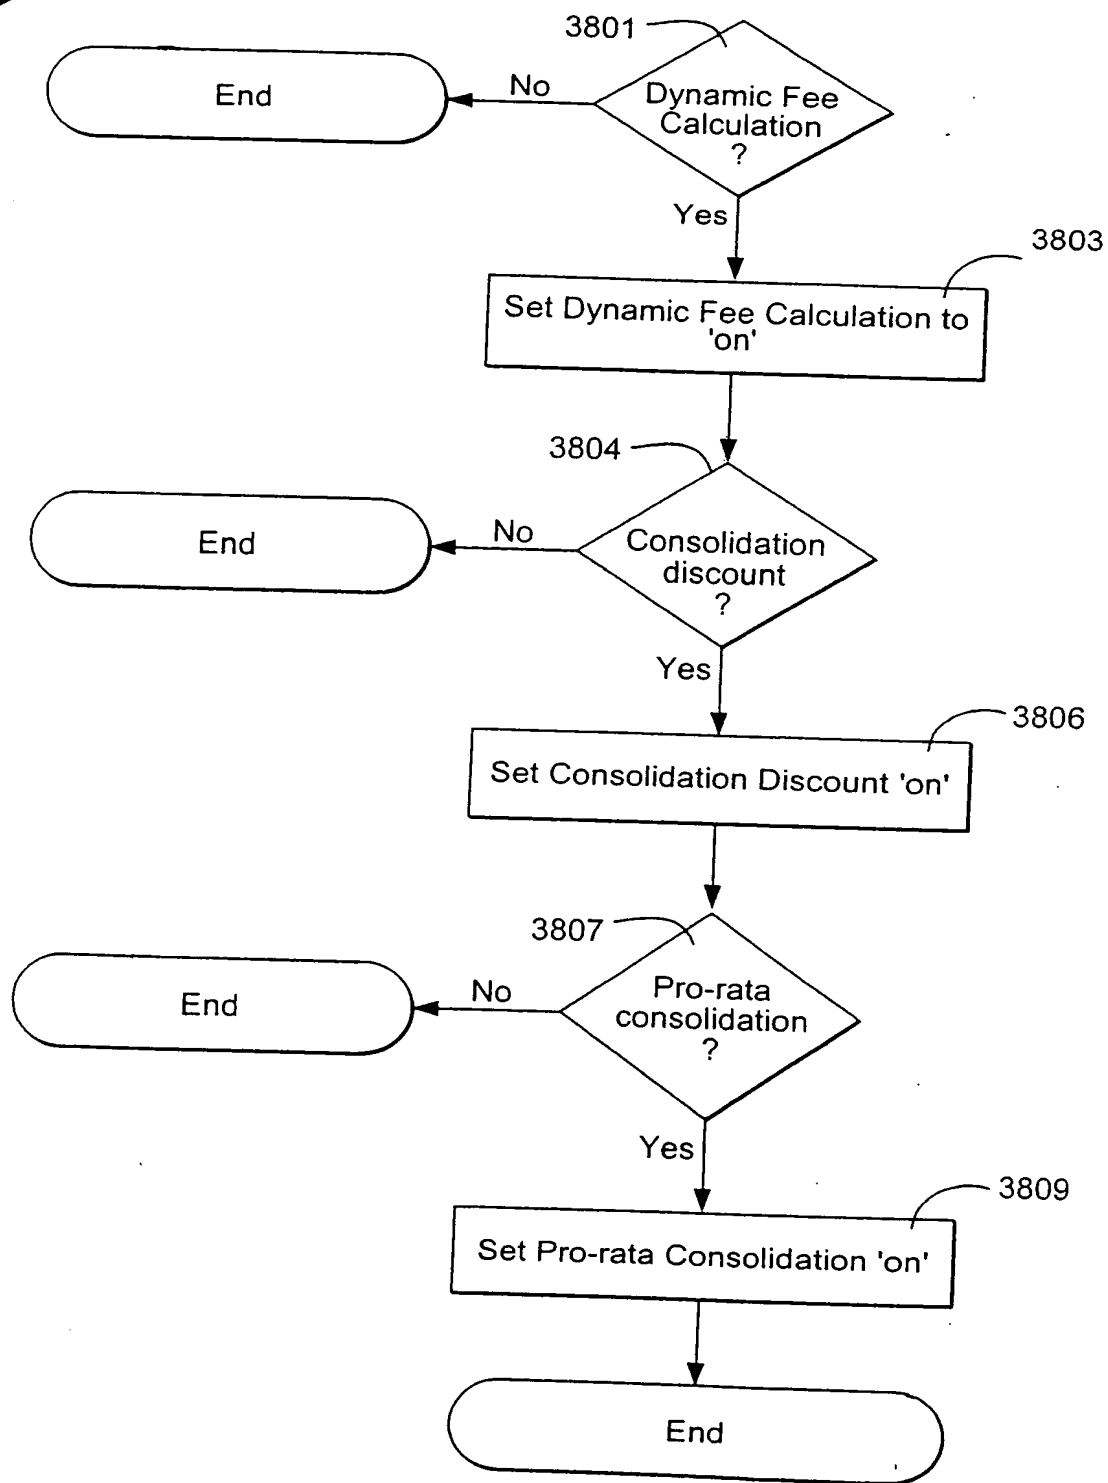 3801
End
No
Dynamic Fee
Calculation
?
Yes
3803
Set Dynamic Fee Calculation to
'on'
3804
End
No
Consolidation
discount
?
Yes
3806
Set Consolidation Discount 'on'
3807
End
No
Pro-rata
consolidation
?
Yes
3809
Set Pro-rata Consolidation 'on'
End